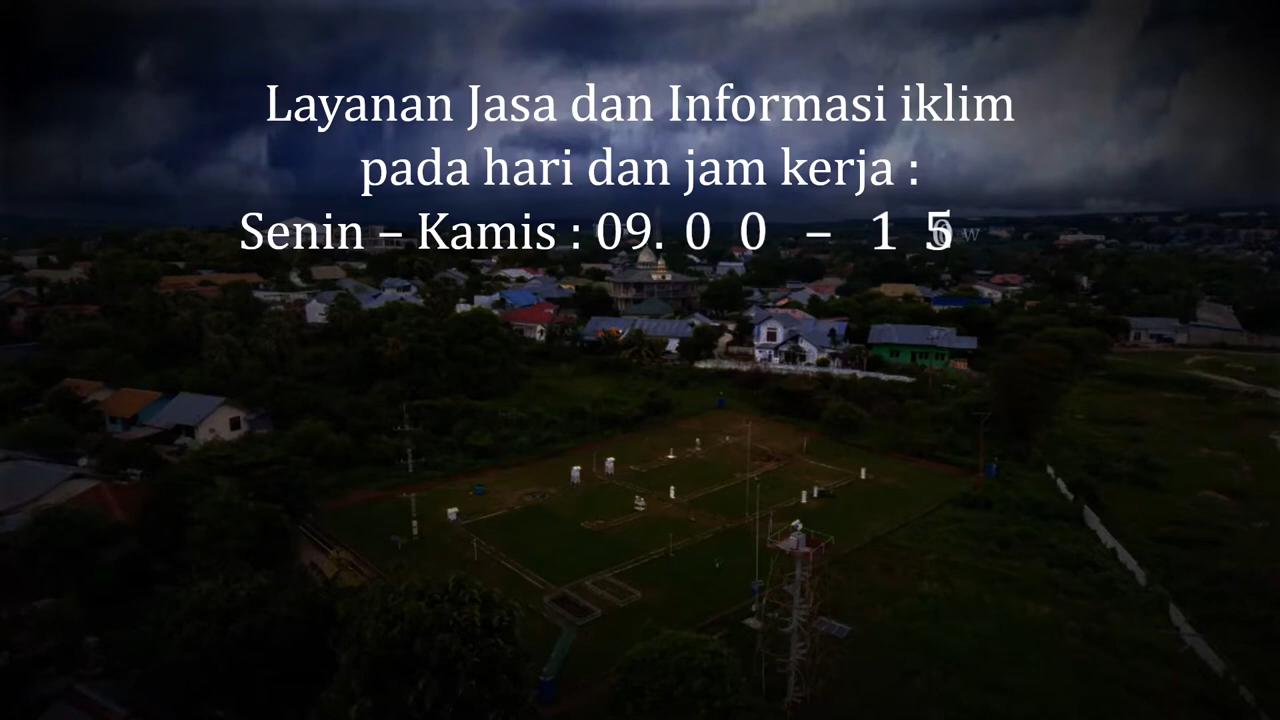 Layanan Jasa dan Informasi iklim
pada hari dan jam kerja :
Senin – Kamis : 09. 0 0 – 1 5